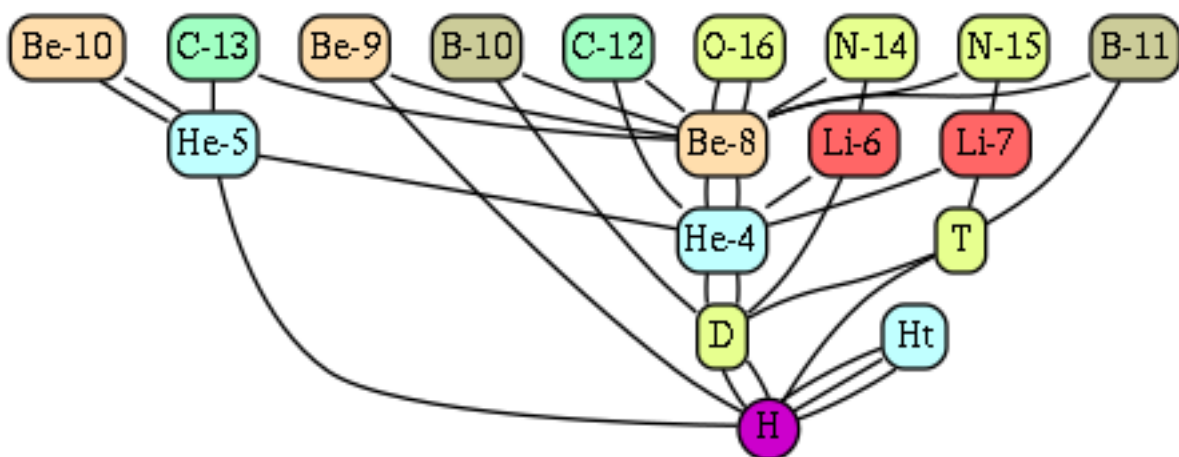 Be-10 C-13 Be-9 B-10 C-12 O-16 N-14 N-15 B-11
He-5 Be-8 Li-6 Li-7
He-4 T
D Ht
H